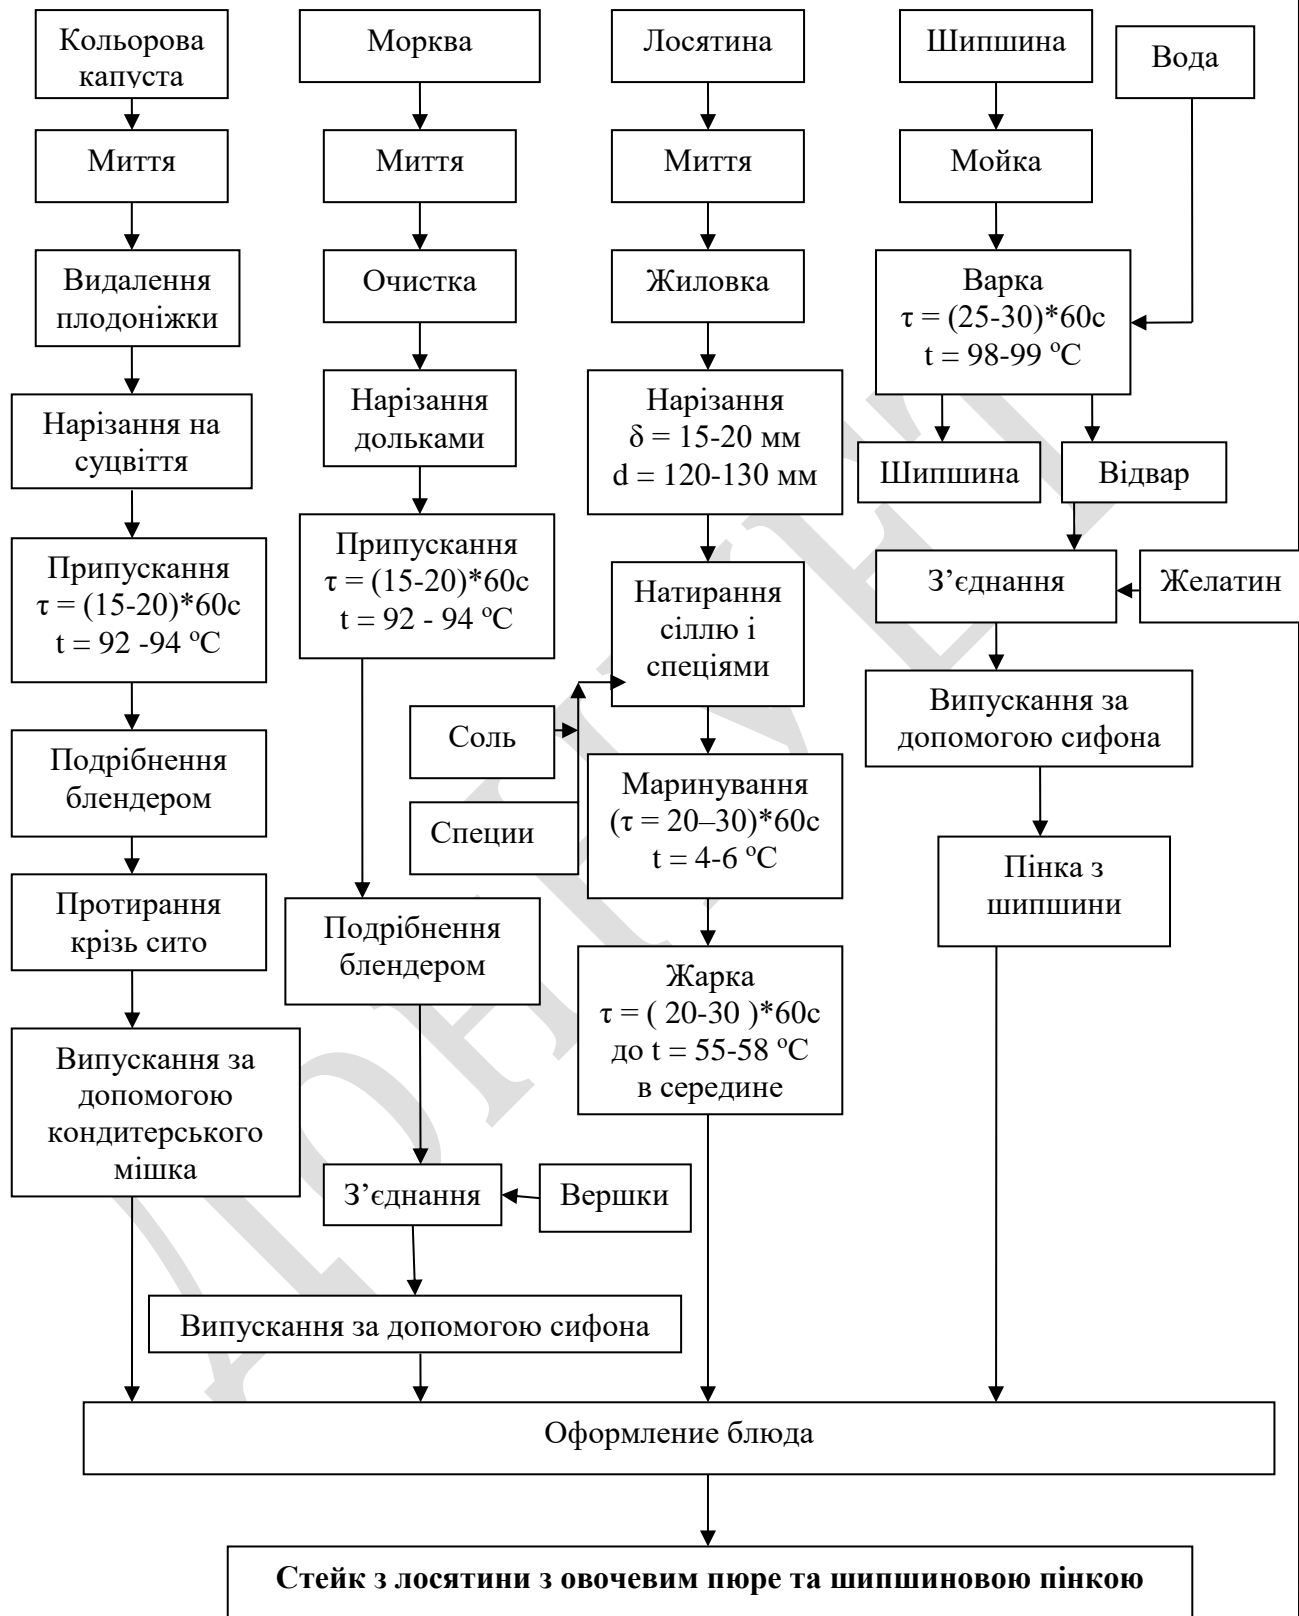 Кольорова
капуста
Миття
Видалення
плодоніжки
Нарізання на
суцвіття
Припускання
τ = (15-20)*60с
t = 92 -94 ºС
Подрібнення
блендером
Протирання
крізь сито
Випускання за
допомогою
кондитерського
мішка
Морква
Миття
Очистка
Нарізання
дольками
Припускання
τ = (15-20)*60с
t = 92 - 94 ºС
Подрібнення
блендером
З’єднання
Вершки
Випускання за допомогою сифона
Лосятина
Миття
Жиловка
Нарізання
δ = 15-20 мм
d = 120-130 мм
Натирання
сіллю і
спеціями
Соль
Специи
Маринування
(τ = 20–30)*60с
t = 4-6 ºС
Жарка
τ = ( 20-30 )*60с
до t = 55-58 ºС
в середине
Шипшина
Вода
Мойка
Варка
τ = (25-30)*60с
t = 98-99 ºС
Шипшина
Відвар
З’єднання
Желатин
Випускання за
допомогою сифона
Пінка з
шипшини
Оформление блюда
Стейк з лосятини з овочевим пюре та шипшиновою пінкою